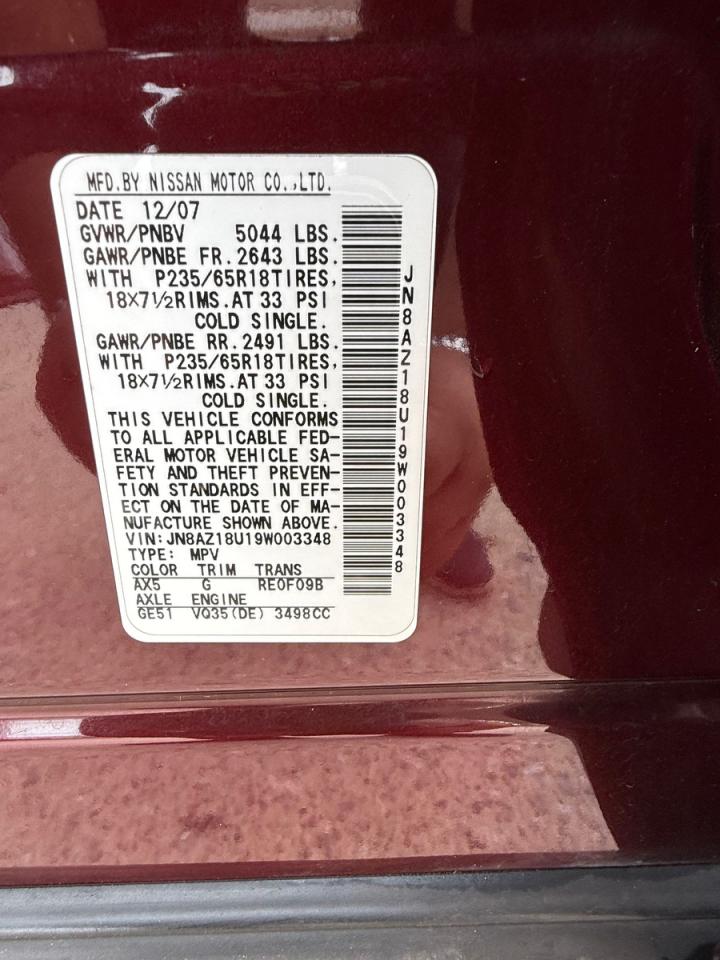 MFD.BY NISSAN MOTOR CO.,LTD.
DATE 12/07
GVWR/PNBV 5044 LBS.
GAWR/PNBE FR.2643 LBS.
WITH P235/65R18TIRES,
18×7½RIMS.AT 33 PSI
COLD SINGLE.
GAWR/PNBE RR.2491 LBS.
WITH P235/65R18TIRES,
18×7½RIMS.AT 33 PSI
COLD SINGLE.
THIS VEHICLE CONFORMS
TO ALL APPLICABLE FED-
ERAL MOTOR VEHICLE SA-
FETY AND THEFT PREVEN-
TION STANDARDS IN EFF-
ECT ON THE DATE OF MA-
NUFACTURE SHOWN ABOVE.
VIN:JN8AZ18U19W003348
TYPE: MPV
COLOR TRIM TRANS
AX5 G RE0F09B
AXLE ENGINE
GE51 VQ35(DE) 3498CC
JN8AZ18U19W003348